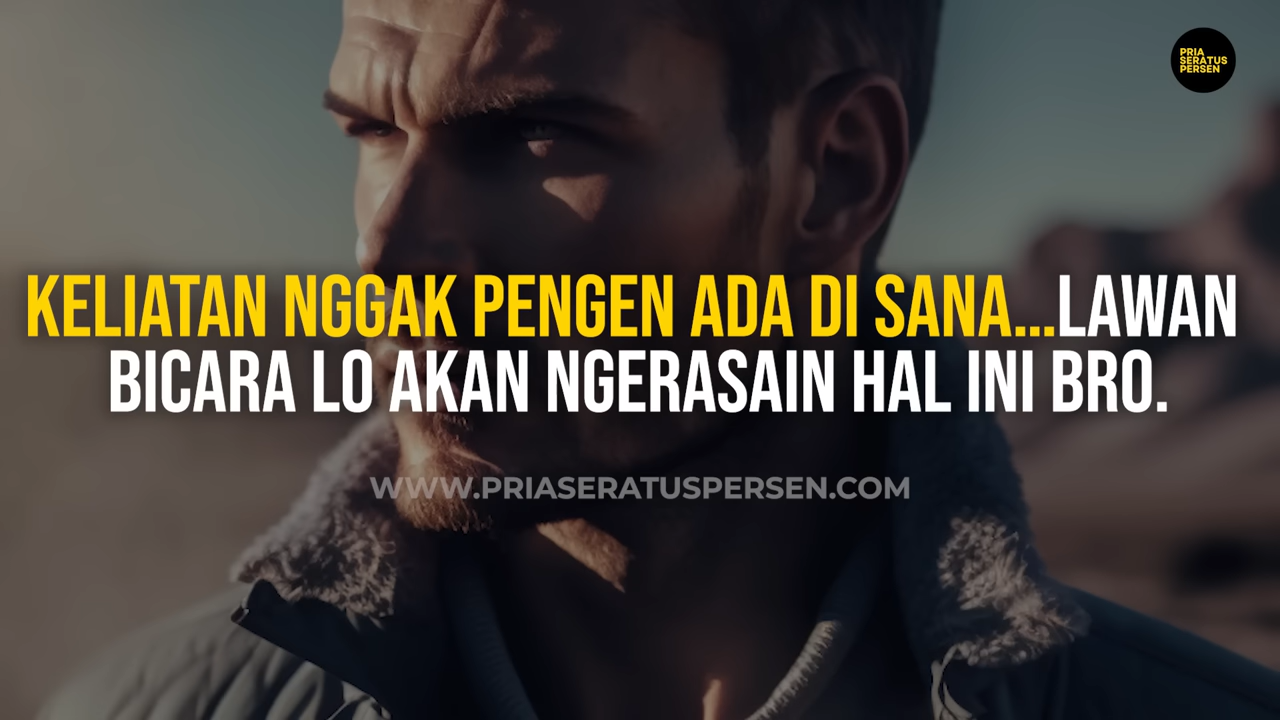 PRIA
SERATUS
PERSEN
KELIATAN NGGAK PENGEN ADA DI SANA...LAWAN
BICARA LO AKAN NGERASAIN HAL INI BRO.
WWW.PRIASERATUSPERSEN.COM